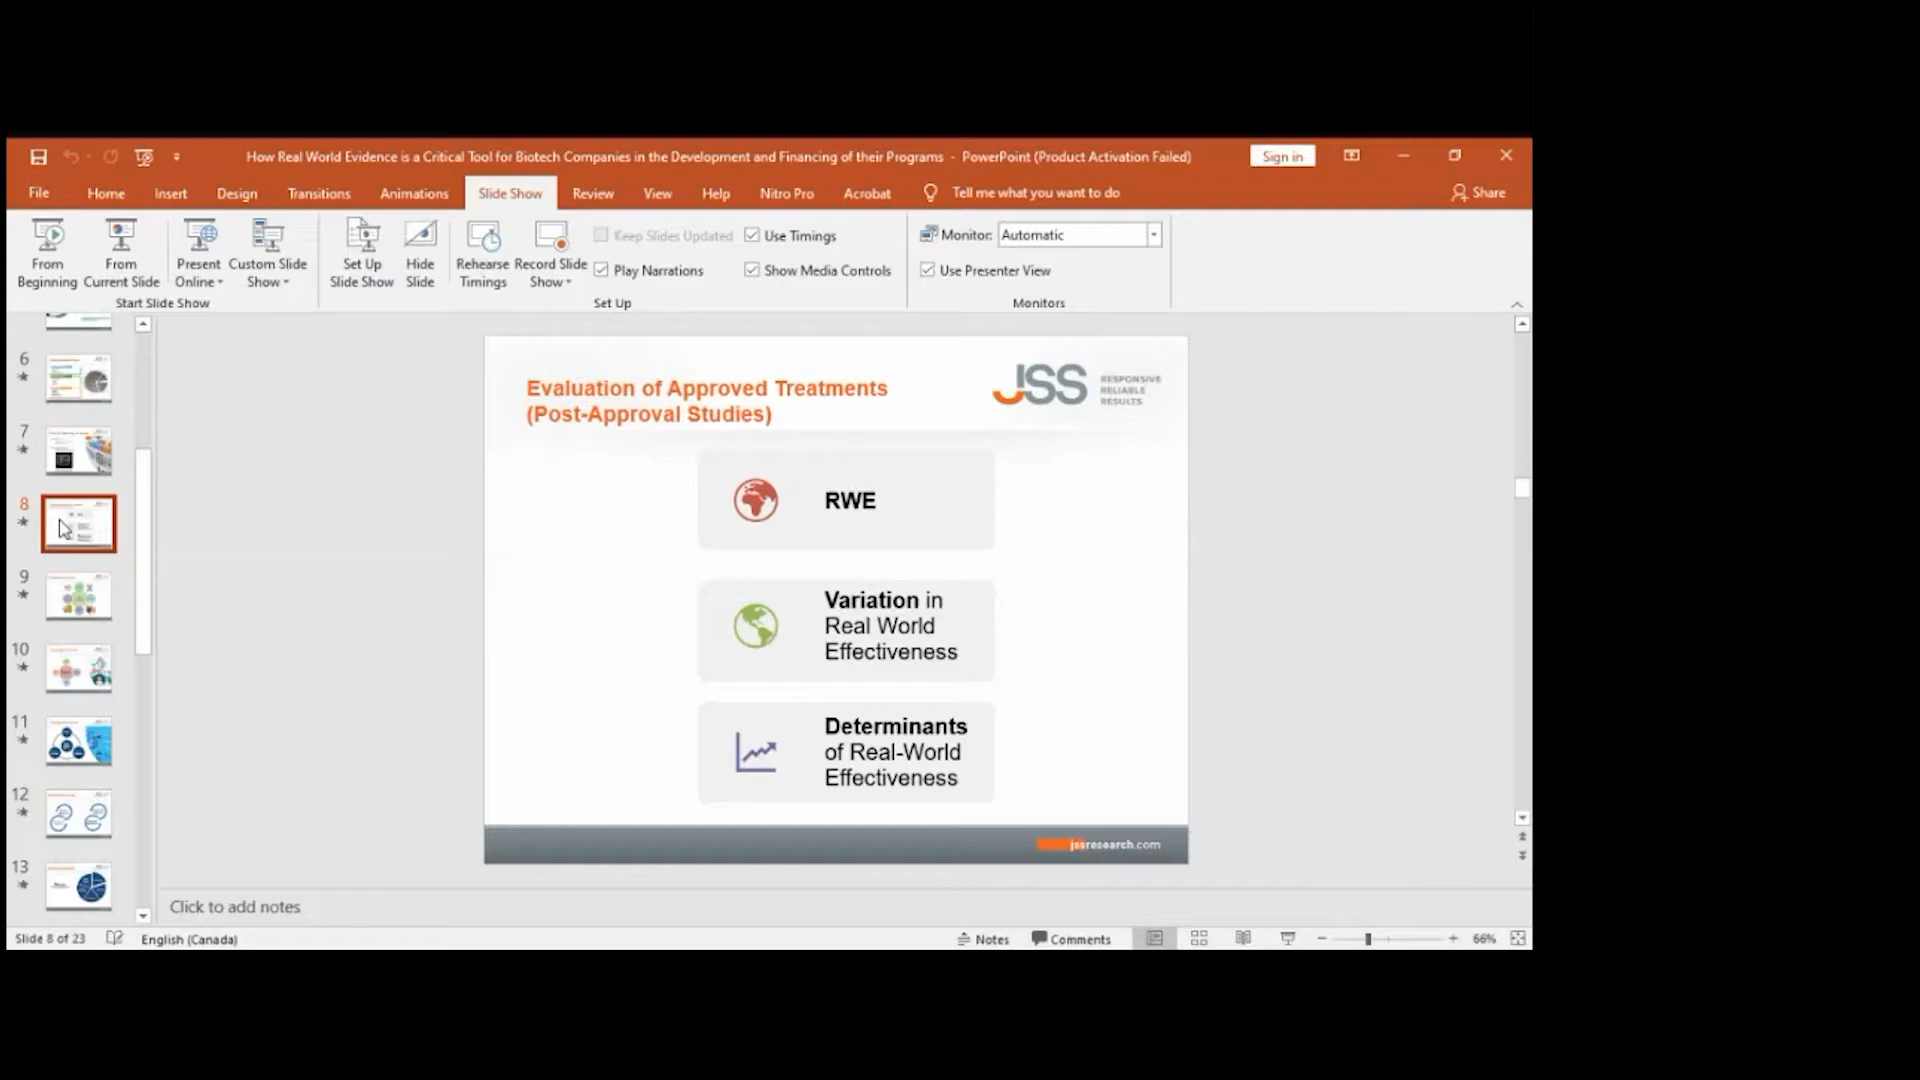 How Real World Evidence is a Critical Tool for Biotech Companies in the Development and Financing of their Programs - PowerPoint (Product Activation Failed)
Sign in
File Home Insert Design Transitions Animations Slide Show Review View Help Nitro Pro Acrobat Tell me what you want to do Share
From Beginning
From Current Slide
Present Online
Custom Slide Show
Set Up Slide Show
Hide Slide
Rehearse Timings
Record Slide Show
Keep Slides Updated
Play Narrations
Use Timings
Show Media Controls
Monitor: Automatic
Use Presenter View
Start Slide Show
Set Up
Monitors
6
7
8
9
10
11
12
13
Evaluation of Approved Treatments
(Post-Approval Studies)
JSS
RESPONSIVE
RELIABLE
RESULTS
RWE
Variation in
Real World
Effectiveness
Determinants
of Real-World
Effectiveness
jssresearch.com
Click to add notes
Slide 8 of 23 English (Canada) Notes Comments 66%